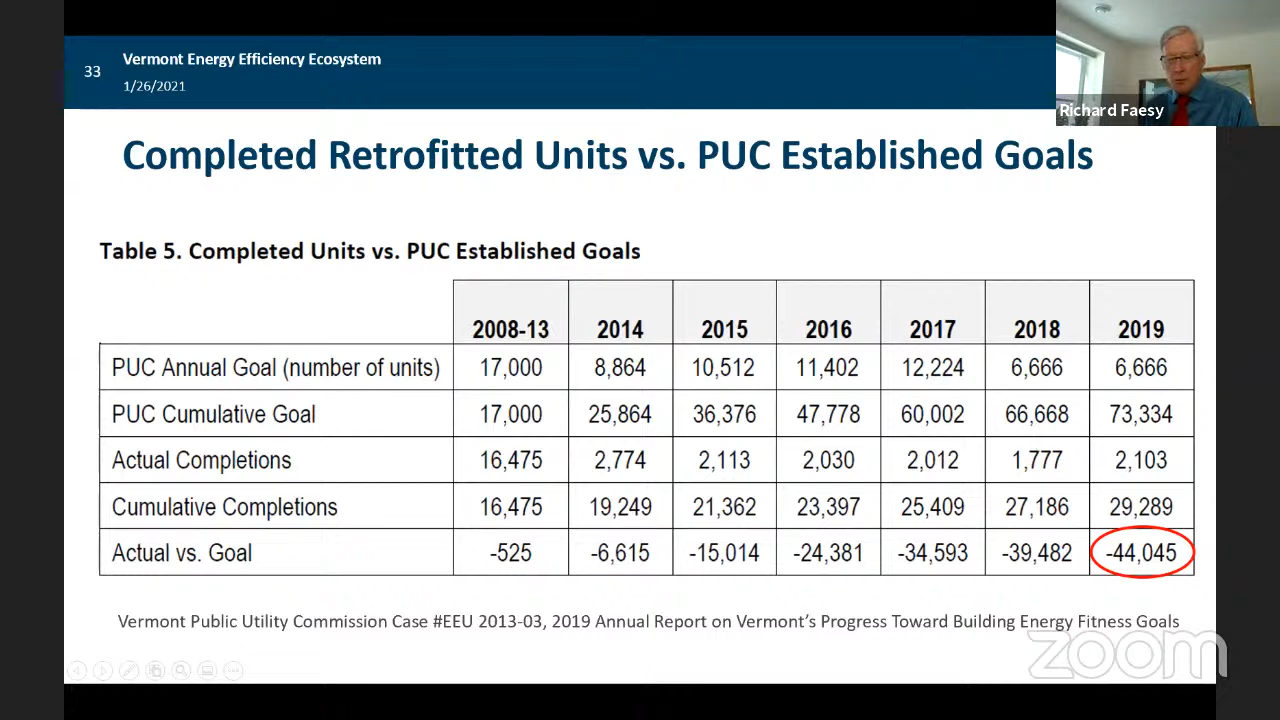 33
Vermont Energy Efficiency Ecosystem
1/26/2021
Richard Faesy
Completed Retrofitted Units vs. PUC Established Goals
Table 5. Completed Units vs. PUC Established Goals
2008-13 2014 2015 2016 2017 2018 2019
PUC Annual Goal (number of units) 17,000 8,864 10,512 11,402 12,224 6,666 6,666
PUC Cumulative Goal 17,000 25,864 36,376 47,778 60,002 66,668 73,334
Actual Completions 16,475 2,774 2,113 2,030 2,012 1,777 2,103
Cumulative Completions 16,475 19,249 21,362 23,397 25,409 27,186 29,289
Actual vs. Goal -525 -6,615 -15,014 -24,381 -34,593 -39,482 -44,045
Vermont Public Utility Commission Case #EEU 2013-03, 2019 Annual Report on Vermont’s Progress Toward Building Energy Fitness Goals
zoom